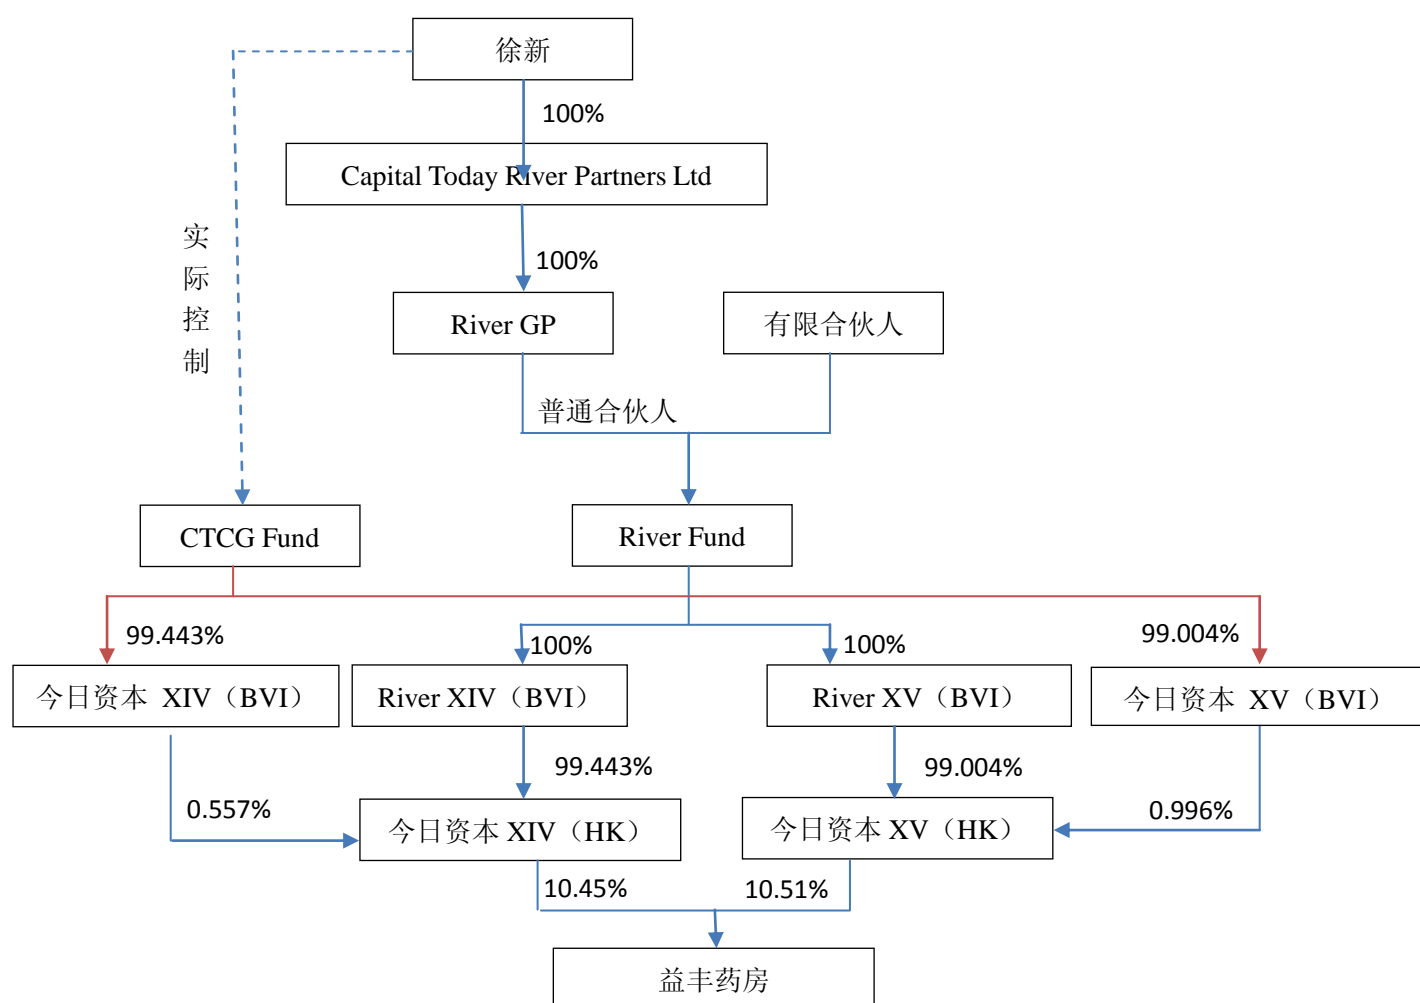 徐新
100%
Capital Today River Partners Ltd
实际控制
100%
River GP
有限合伙人
普通合伙人
CTCG Fund
River Fund
99.443%
100%
100%
99.004%
今日资本 XIV（BVI）
River XIV（BVI）
River XV（BVI）
今日资本 XV（BVI）
99.443%
99.004%
0.557%
0.996%
今日资本 XIV（HK）
今日资本 XV（HK）
10.45%
10.51%
益丰药房